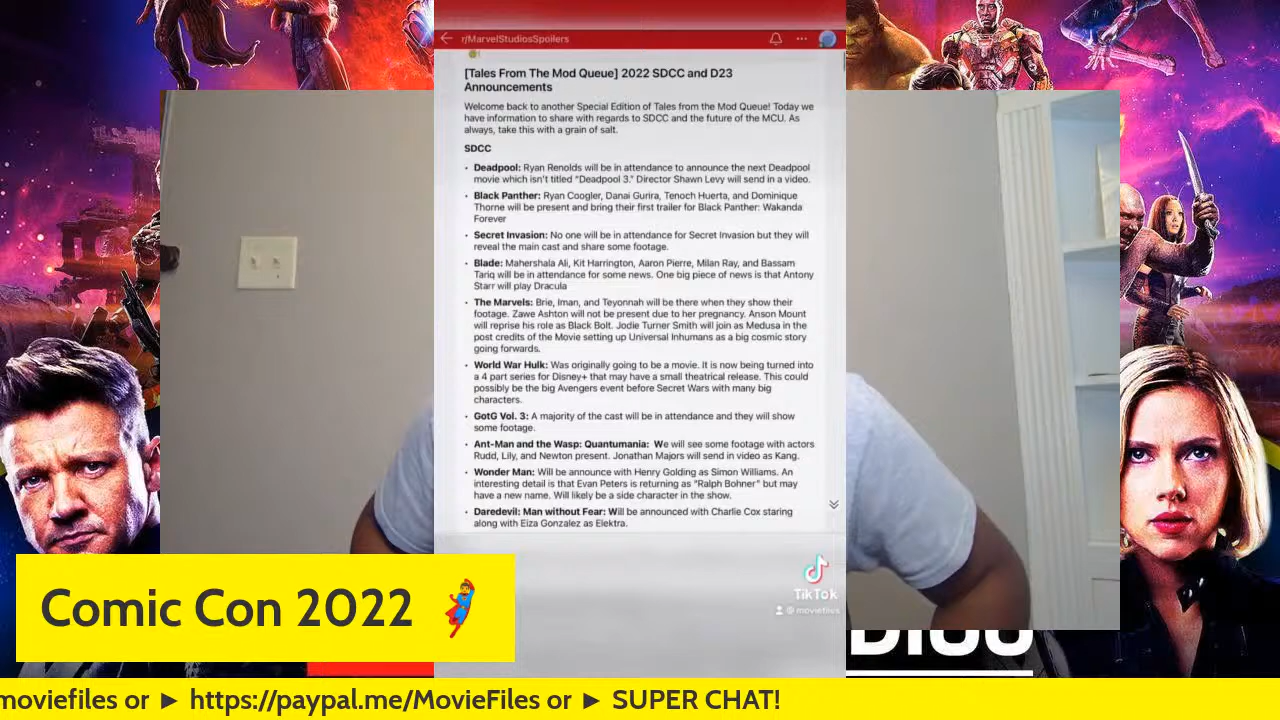 r/MarvelStudiosSpoilers
[Tales From The Mod Queue] 2022 SDCC and D23
Announcements
Welcome back to another Special Edition of Tales from the Mod Queue! Today we
have information to share with regards to SDCC and the future of the MCU. As
always, take this with a grain of salt.
SDCC
• Deadpool: Ryan Renolds will be in attendance to announce the next Deadpool
movie which isn't titled "Deadpool 3." Director Shawn Levy will send in a video.
• Black Panther: Ryan Coogler, Danai Gurira, Tenoch Huerta, and Dominique
Thorne will be present and bring their first trailer for Black Panther: Wakanda
Forever
• Secret Invasion: No one will be in attendance for Secret Invasion but they will
reveal the main cast and share some footage.
• Blade: Mahershala Ali, Kit Harrington, Aaron Pierre, Milan Ray, and Bassam
Tariq will be in attendance for some news. One big piece of news is that Antony
Starr will play Dracula
• The Marvels: Brie, Iman, and Teyonnah will be there when they show their
footage. Zawe Ashton will not be present due to her pregnancy. Anson Mount
will reprise his role as Black Bolt. Jodie Turner Smith will join as Medusa in the
post credits of the Movie setting up Universal Inhumans as a big cosmic story
going forwards.
• World War Hulk: Was originally going to be a movie. It is now being turned into
a 4 part series for Disney+ that may have a small theatrical release. This could
possibly be the big Avengers event before Secret Wars with many big
characters.
• GotG Vol. 3: A majority of the cast will be in attendance and they will show
some footage.
• Ant-Man and the Wasp: Quantumania: We will see some footage with actors
Rudd, Lily, and Newton present. Jonathan Majors will send in video as Kang.
• Wonder Man: Will be announce with Henry Golding as Simon Williams. An
interesting detail is that Evan Peters is returning as "Ralph Bohner" but may
have a new name. Will likely be a side character in the show.
• Daredevil: Man without Fear: Will be announced with Charlie Cox staring
along with Eiza Gonzalez as Elektra.
TikTok
@moviefiles
Comic Con 2022
moviefiles or ► https://paypal.me/MovieFiles or ► SUPER CHAT!